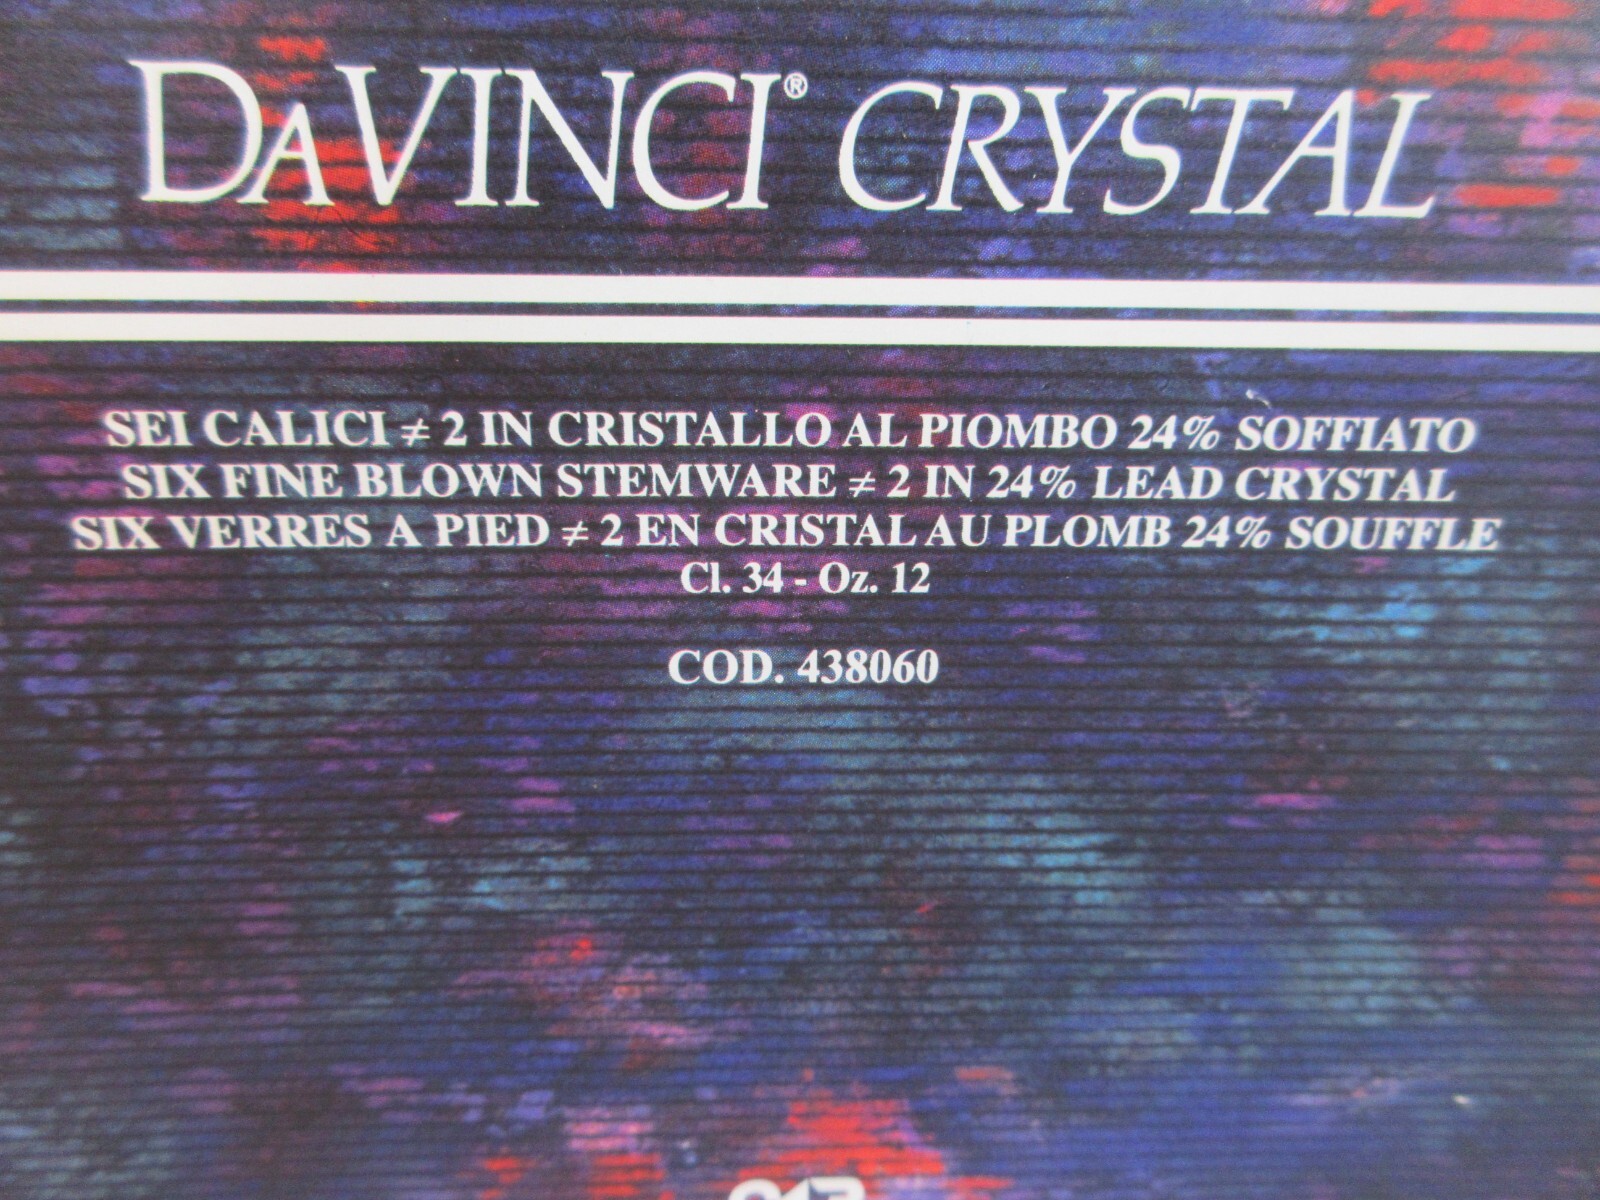 DAVINCI® CRYSTAL
SEI CALICI ≠ 2 IN CRISTALLO AL PIOMBO 24% SOFFIATO
SIX FINE BLOWN STEMWARE ≠ 2 IN 24% LEAD CRYSTAL
SIX VERRES A PIED ≠ 2 EN CRISTAL AU PLOMB 24% SOUFFLE
Cl. 34 - Oz. 12
COD. 438060